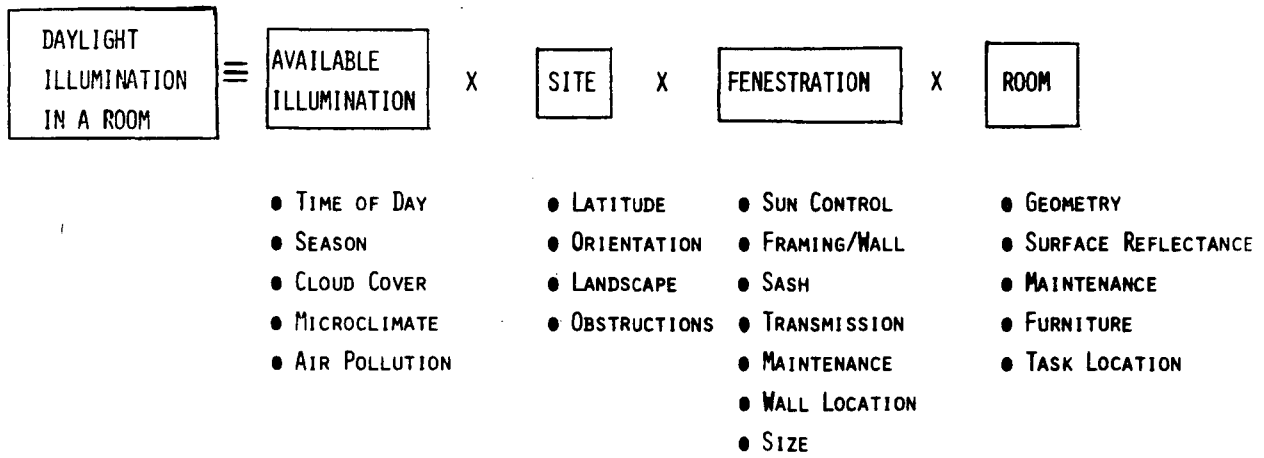 DAYLIGHT
ILLUMINATION
IN A ROOM
≡
AVAILABLE
ILLUMINATION
X
SITE
X
FENESTRATION
X
ROOM
● TIME OF DAY
● SEASON
● CLOUD COVER
● MICROCLIMATE
● AIR POLLUTION
● LATITUDE
● ORIENTATION
● LANDSCAPE
● OBSTRUCTIONS
● SUN CONTROL
● FRAMING/WALL
● SASH
● TRANSMISSION
● MAINTENANCE
● WALL LOCATION
● SIZE
● GEOMETRY
● SURFACE REFLECTANCE
● MAINTENANCE
● FURNITURE
● TASK LOCATION